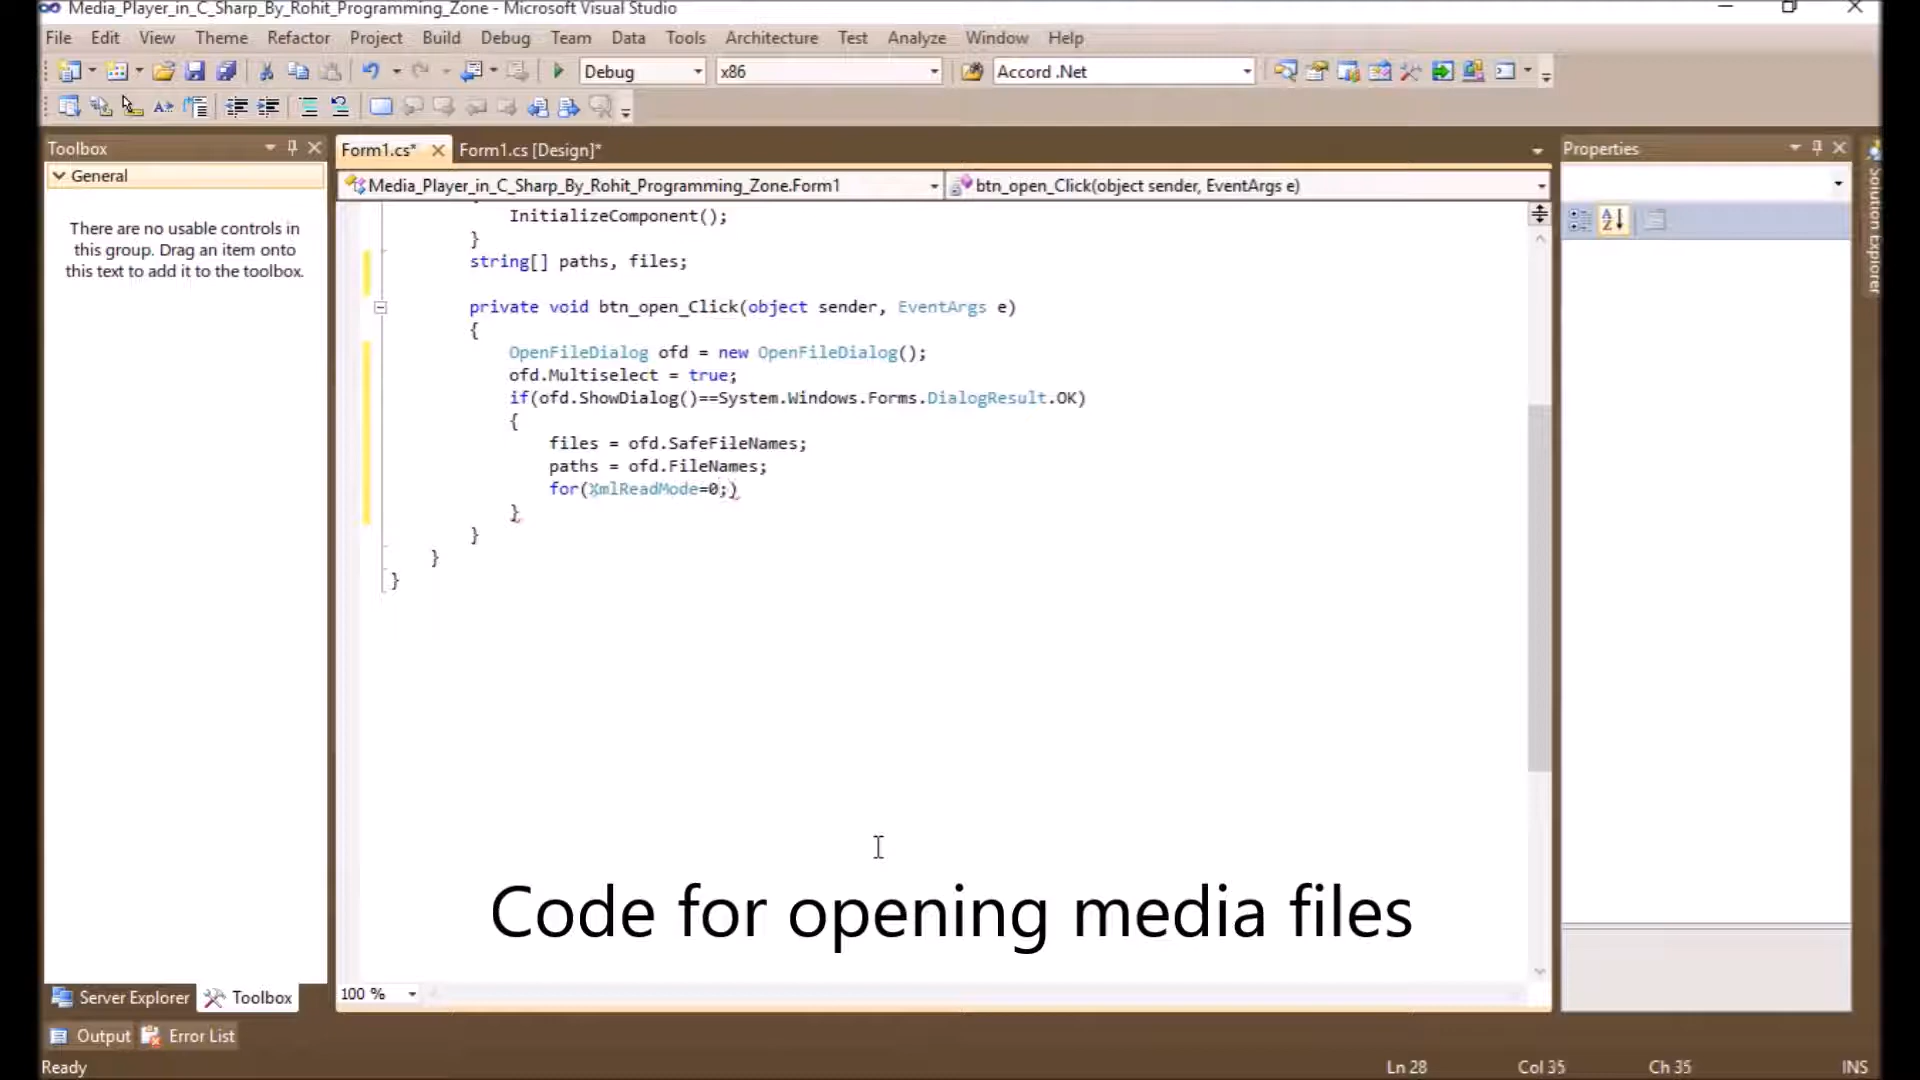 Media_Player_in_C_Sharp_By_Rohit_Programming_Zone - Microsoft Visual Studio
File Edit View Theme Refactor Project Build Debug Team Data Tools Architecture Test Analyze Window Help
Debug x86 Accord .Net
Toolbox
General
There are no usable controls in
this group. Drag an item onto
this text to add it to the toolbox.
Form1.cs* Form1.cs [Design]*
Media_Player_in_C_Sharp_By_Rohit_Programming_Zone.Form1 btn_open_Click(object sender, EventArgs e)
InitializeComponent();
}
string[] paths, files;
private void btn_open_Click(object sender, EventArgs e)
{
OpenFileDialog ofd = new OpenFileDialog();
ofd.Multiselect = true;
if(ofd.ShowDialog()==System.Windows.Forms.DialogResult.OK)
{
files = ofd.SafeFileNames;
paths = ofd.FileNames;
for(XmlReadMode=0;)
}
}
}
}
Code for opening media files
100 %
Properties
Solution Explorer
Server Explorer Toolbox
Output Error List
Ready Ln 28 Col 35 Ch 35 INS